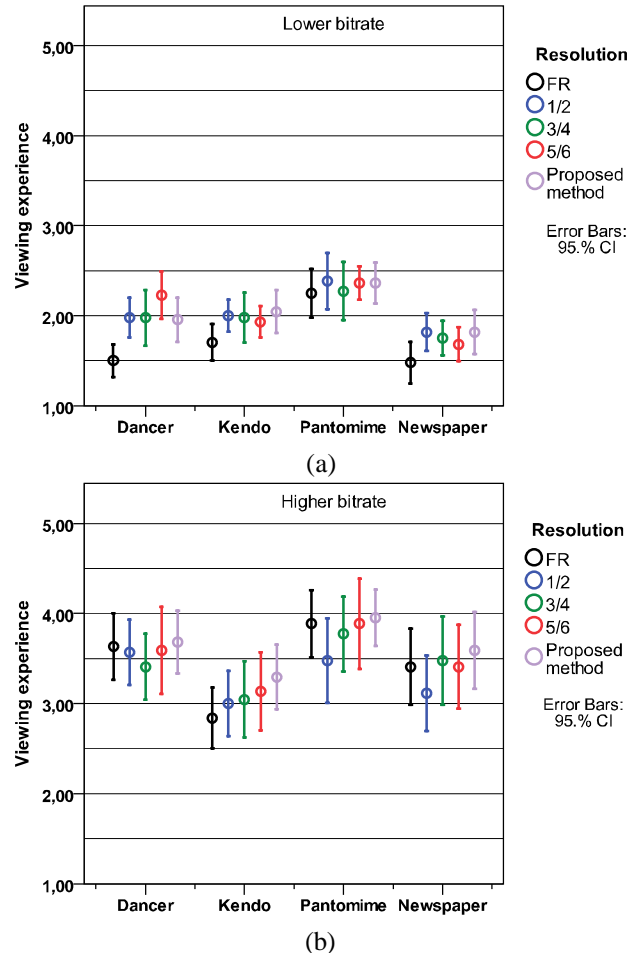 Lower bitrate
5,00
4,00
3,00
2,00
1,00
Viewing experience
Dancer Kendo Pantomime Newspaper
Resolution
FR
1/2
3/4
5/6
Proposed
method
Error Bars:
95.% CI
(a)
Higher bitrate
5,00
4,00
3,00
2,00
1,00
Viewing experience
Dancer Kendo Pantomime Newspaper
Resolution
FR
1/2
3/4
5/6
Proposed
method
Error Bars:
95.% CI
(b)